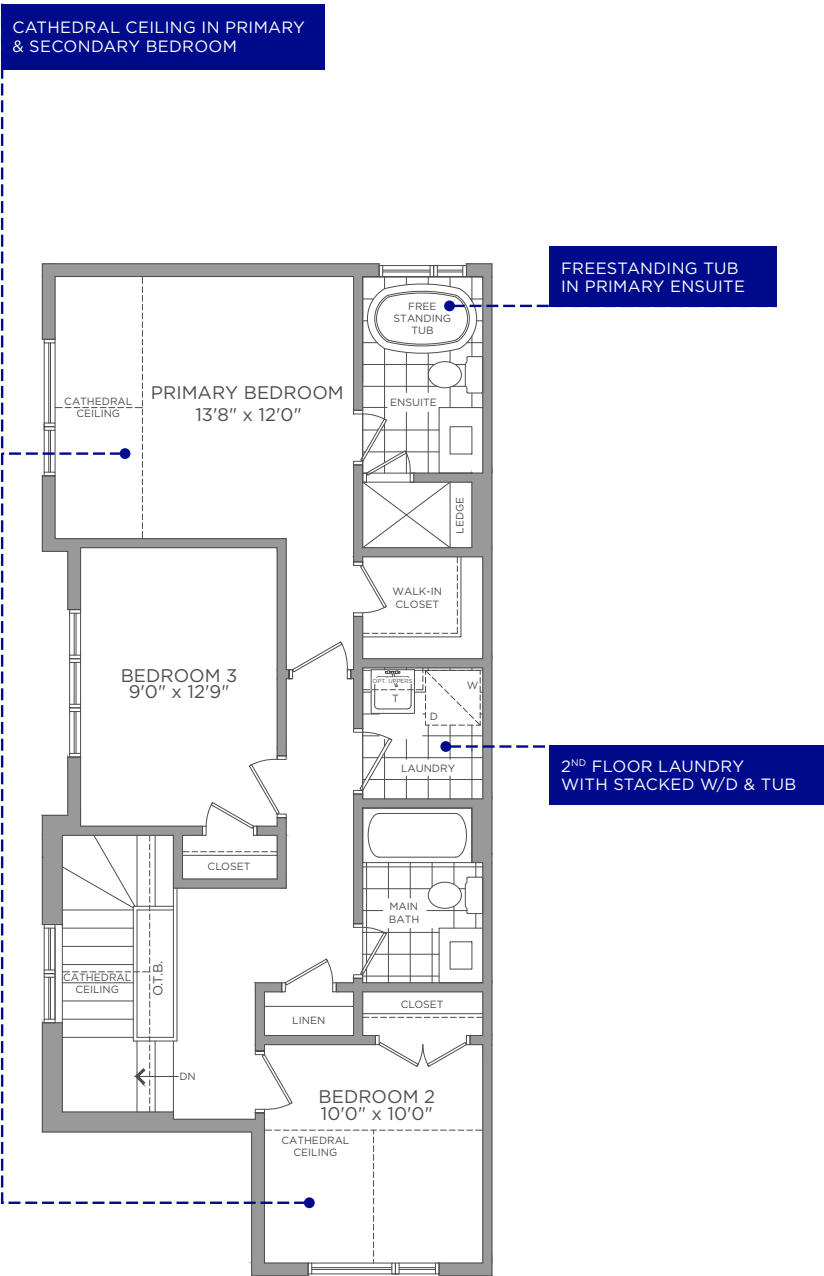 CATHEDRAL CEILING IN PRIMARY
& SECONDARY BEDROOM
FREESTANDING TUB
IN PRIMARY ENSUITE
FREE
STANDING
TUB
PRIMARY BEDROOM
13'8" x 12'0"
CATHEDRAL
CEILING
ENSUITE
LEDGE
WALK-IN
CLOSET
BEDROOM 3
9'0" x 12'9"
OPT. UPPERS
T
W
D
LAUNDRY
2ND FLOOR LAUNDRY
WITH STACKED W/D & TUB
CLOSET
MAIN
BATH
CATHEDRAL
CEILING
O.T.B.
LINEN
CLOSET
DN
BEDROOM 2
10'0" x 10'0"
CATHEDRAL
CEILING